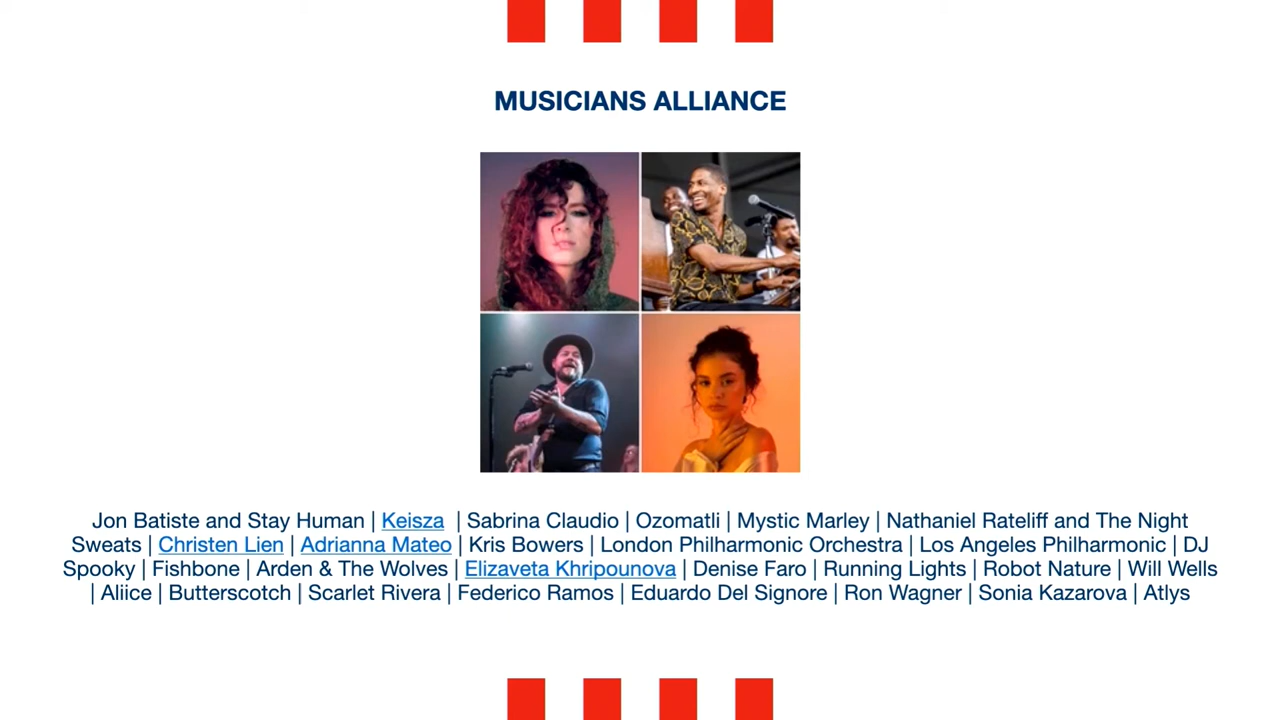 MUSICIANS ALLIANCE
Jon Batiste and Stay Human | Keisza | Sabrina Claudio | Ozomatli | Mystic Marley | Nathaniel Rateliff and The Night
Sweats | Christen Lien | Adrianna Mateo | Kris Bowers | London Philharmonic Orchestra | Los Angeles Philharmonic | DJ
Spooky | Fishbone | Arden & The Wolves | Elizaveta Khripounova | Denise Faro | Running Lights | Robot Nature | Will Wells
| Aliice | Butterscotch | Scarlet Rivera | Federico Ramos | Eduardo Del Signore | Ron Wagner | Sonia Kazarova | Atlys